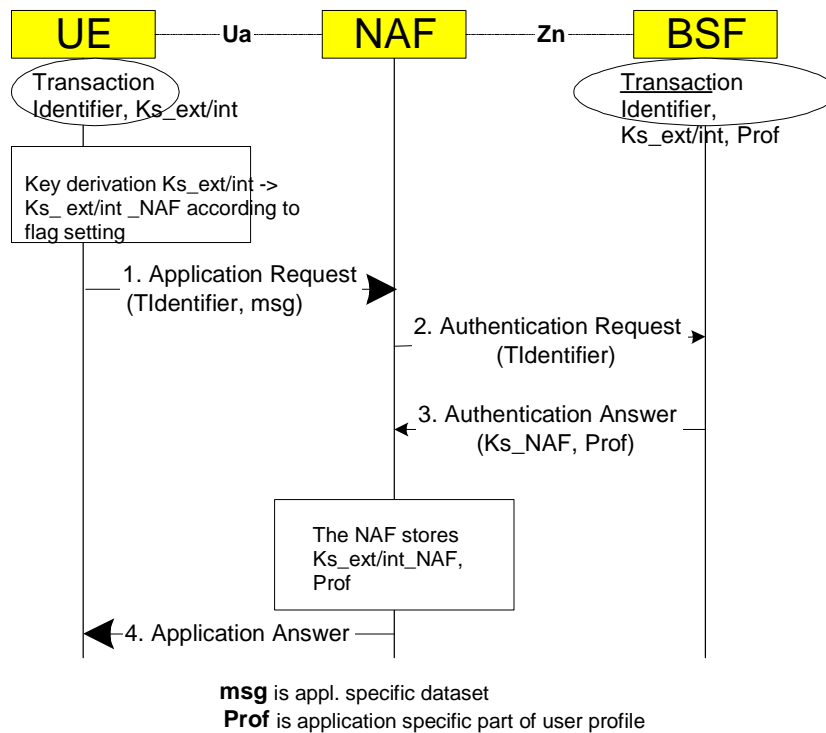 UE
Ua
NAF
Zn
BSF
Transaction
Identifier, Ks_ext/int
Transaction
Identifier,
Ks_ext/int, Prof
Key derivation Ks_ext/int ->
Ks_ ext/int _NAF according to
flag setting
1. Application Request
(TIdentifier, msg)
2. Authentication Request
(TIdentifier)
3. Authentication Answer
(Ks_NAF, Prof)
The NAF stores
Ks_ext/int_NAF,
Prof
4. Application Answer
msg is appl. specific dataset
Prof is application specific part of user profile